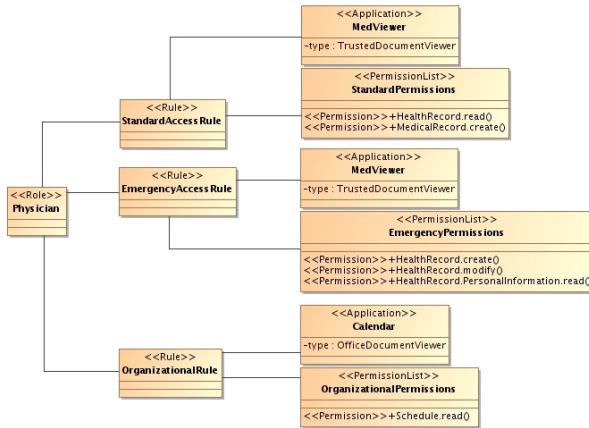 <<Application>>
MedViewer
-type : TrustedDocumentViewer
<<PermissionList>>
StandardPermissions
<<Permission>>+HealthRecord.read()
<<Permission>>+MedicalRecord.create()
<<Rule>>
StandardAccessRule
<<Application>>
MedViewer
-type : TrustedDocumentViewer
<<Rule>>
EmergencyAccessRule
<<Role>>
Physician
<<PermissionList>>
EmergencyPermissions
<<Permission>>+HealthRecord.create()
<<Permission>>+HealthRecord.modify()
<<Permission>>+HealthRecord.PersonalInformation.read()
<<Application>>
Calendar
-type : OfficeDocumentViewer
<<Rule>>
OrganizationalRule
<<PermissionList>>
OrganizationalPermissions
<<Permission>>+Schedule.read()